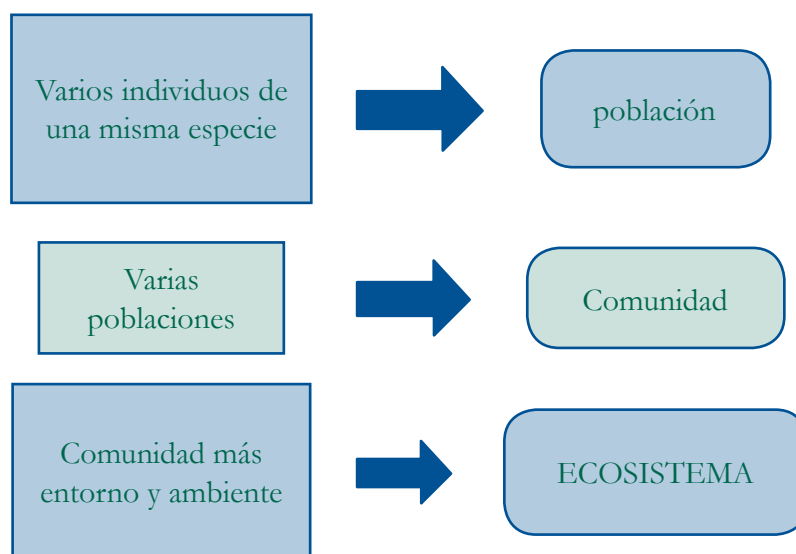 Varios individuos de
una misma especie
población
Varias
poblaciones
Comunidad
Comunidad más
entorno y ambiente
ECOSISTEMA